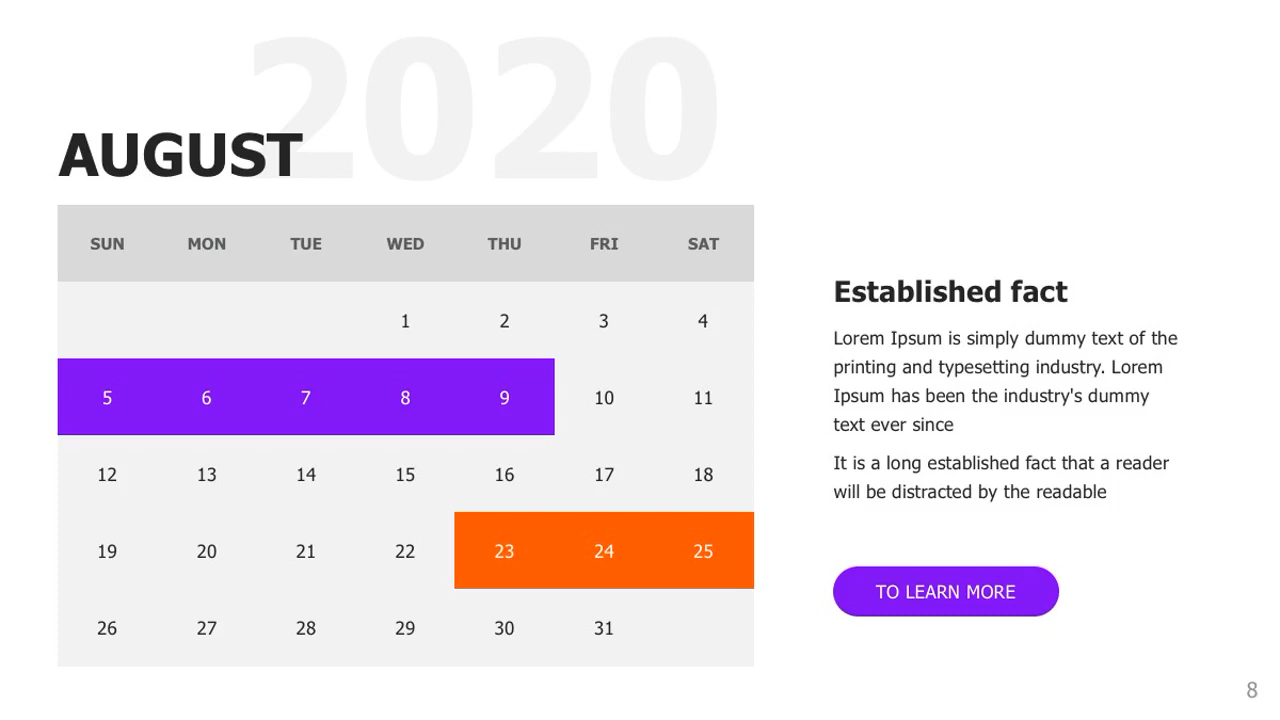 2020
AUGUST
SUN MON TUE WED THU FRI SAT
1 2 3 4
5 6 7 8 9 10 11
12 13 14 15 16 17 18
19 20 21 22 23 24 25
26 27 28 29 30 31
Established fact
Lorem Ipsum is simply dummy text of the
printing and typesetting industry. Lorem
Ipsum has been the industry's dummy
text ever since
It is a long established fact that a reader
will be distracted by the readable
TO LEARN MORE
8